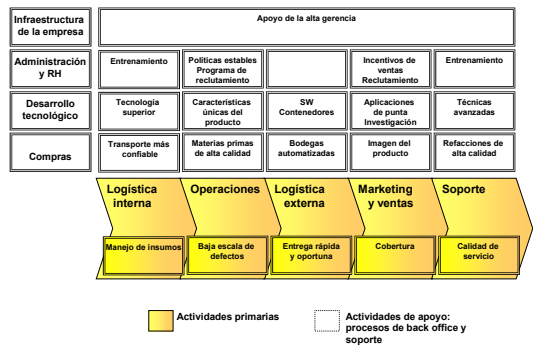 Infraestructura
de la empresa
Apoyo de la alta gerencia
Administración
y RH
Entrenamiento
Políticas estables
Programa de
reclutamiento
Incentivos de
ventas
Reclutamiento
Entrenamiento
Desarrollo
tecnológico
Tecnología
superior
Características
únicas del
producto
SW
Contenedores
Aplicaciones
de punta
Investigación
Técnicas
avanzadas
Compras
Transporte más
confiable
Materias primas
de alta calidad
Bodegas
automatizadas
Imagen del
producto
Refacciones de
alta calidad
Logística
interna
Operaciones
Logística
externa
Marketing
y ventas
Soporte
Manejo de insumos
Baja escala de
defectos
Entrega rápida
y oportuna
Cobertura
Calidad de
servicio
Actividades primarias
Actividades de apoyo:
procesos de back office y
soporte